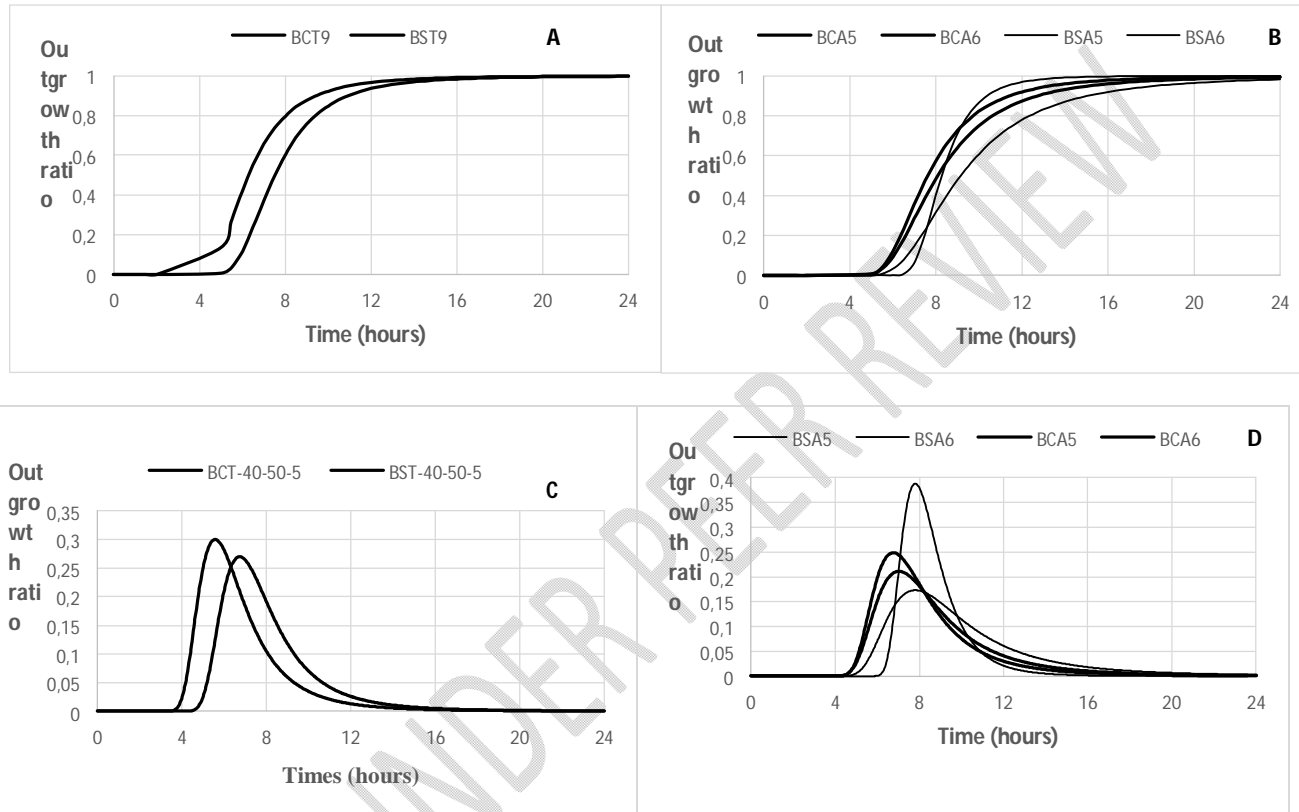 BCT9 BST9 A
Ou
tgr
ow
th
rati
o
1
0,8
0,6
0,4
0,2
0
0 4 8 12 16 20 24
Time (hours)
BCA5 BCA6 BSA5 BSA6 B
Out
gro
wt
h
rati
o
1
0,8
0,6
0,4
0,2
0
0 4 8 12 16 20 24
Time (hours)
BCT-40-50-5 BST-40-50-5 C
Out
gro
wt
h
rati
o
0,35
0,3
0,25
0,2
0,15
0,1
0,05
0
0 4 8 12 16 20 24
Times (hours)
BSA5 BSA6 BCA5 BCA6 D
Ou
tgr
ow
th
rati
o
0,4
0,35
0,3
0,25
0,2
0,15
0,1
0,05
0
0 4 8 12 16 20 24
Time (hours)
UNDER PEER REVIEW